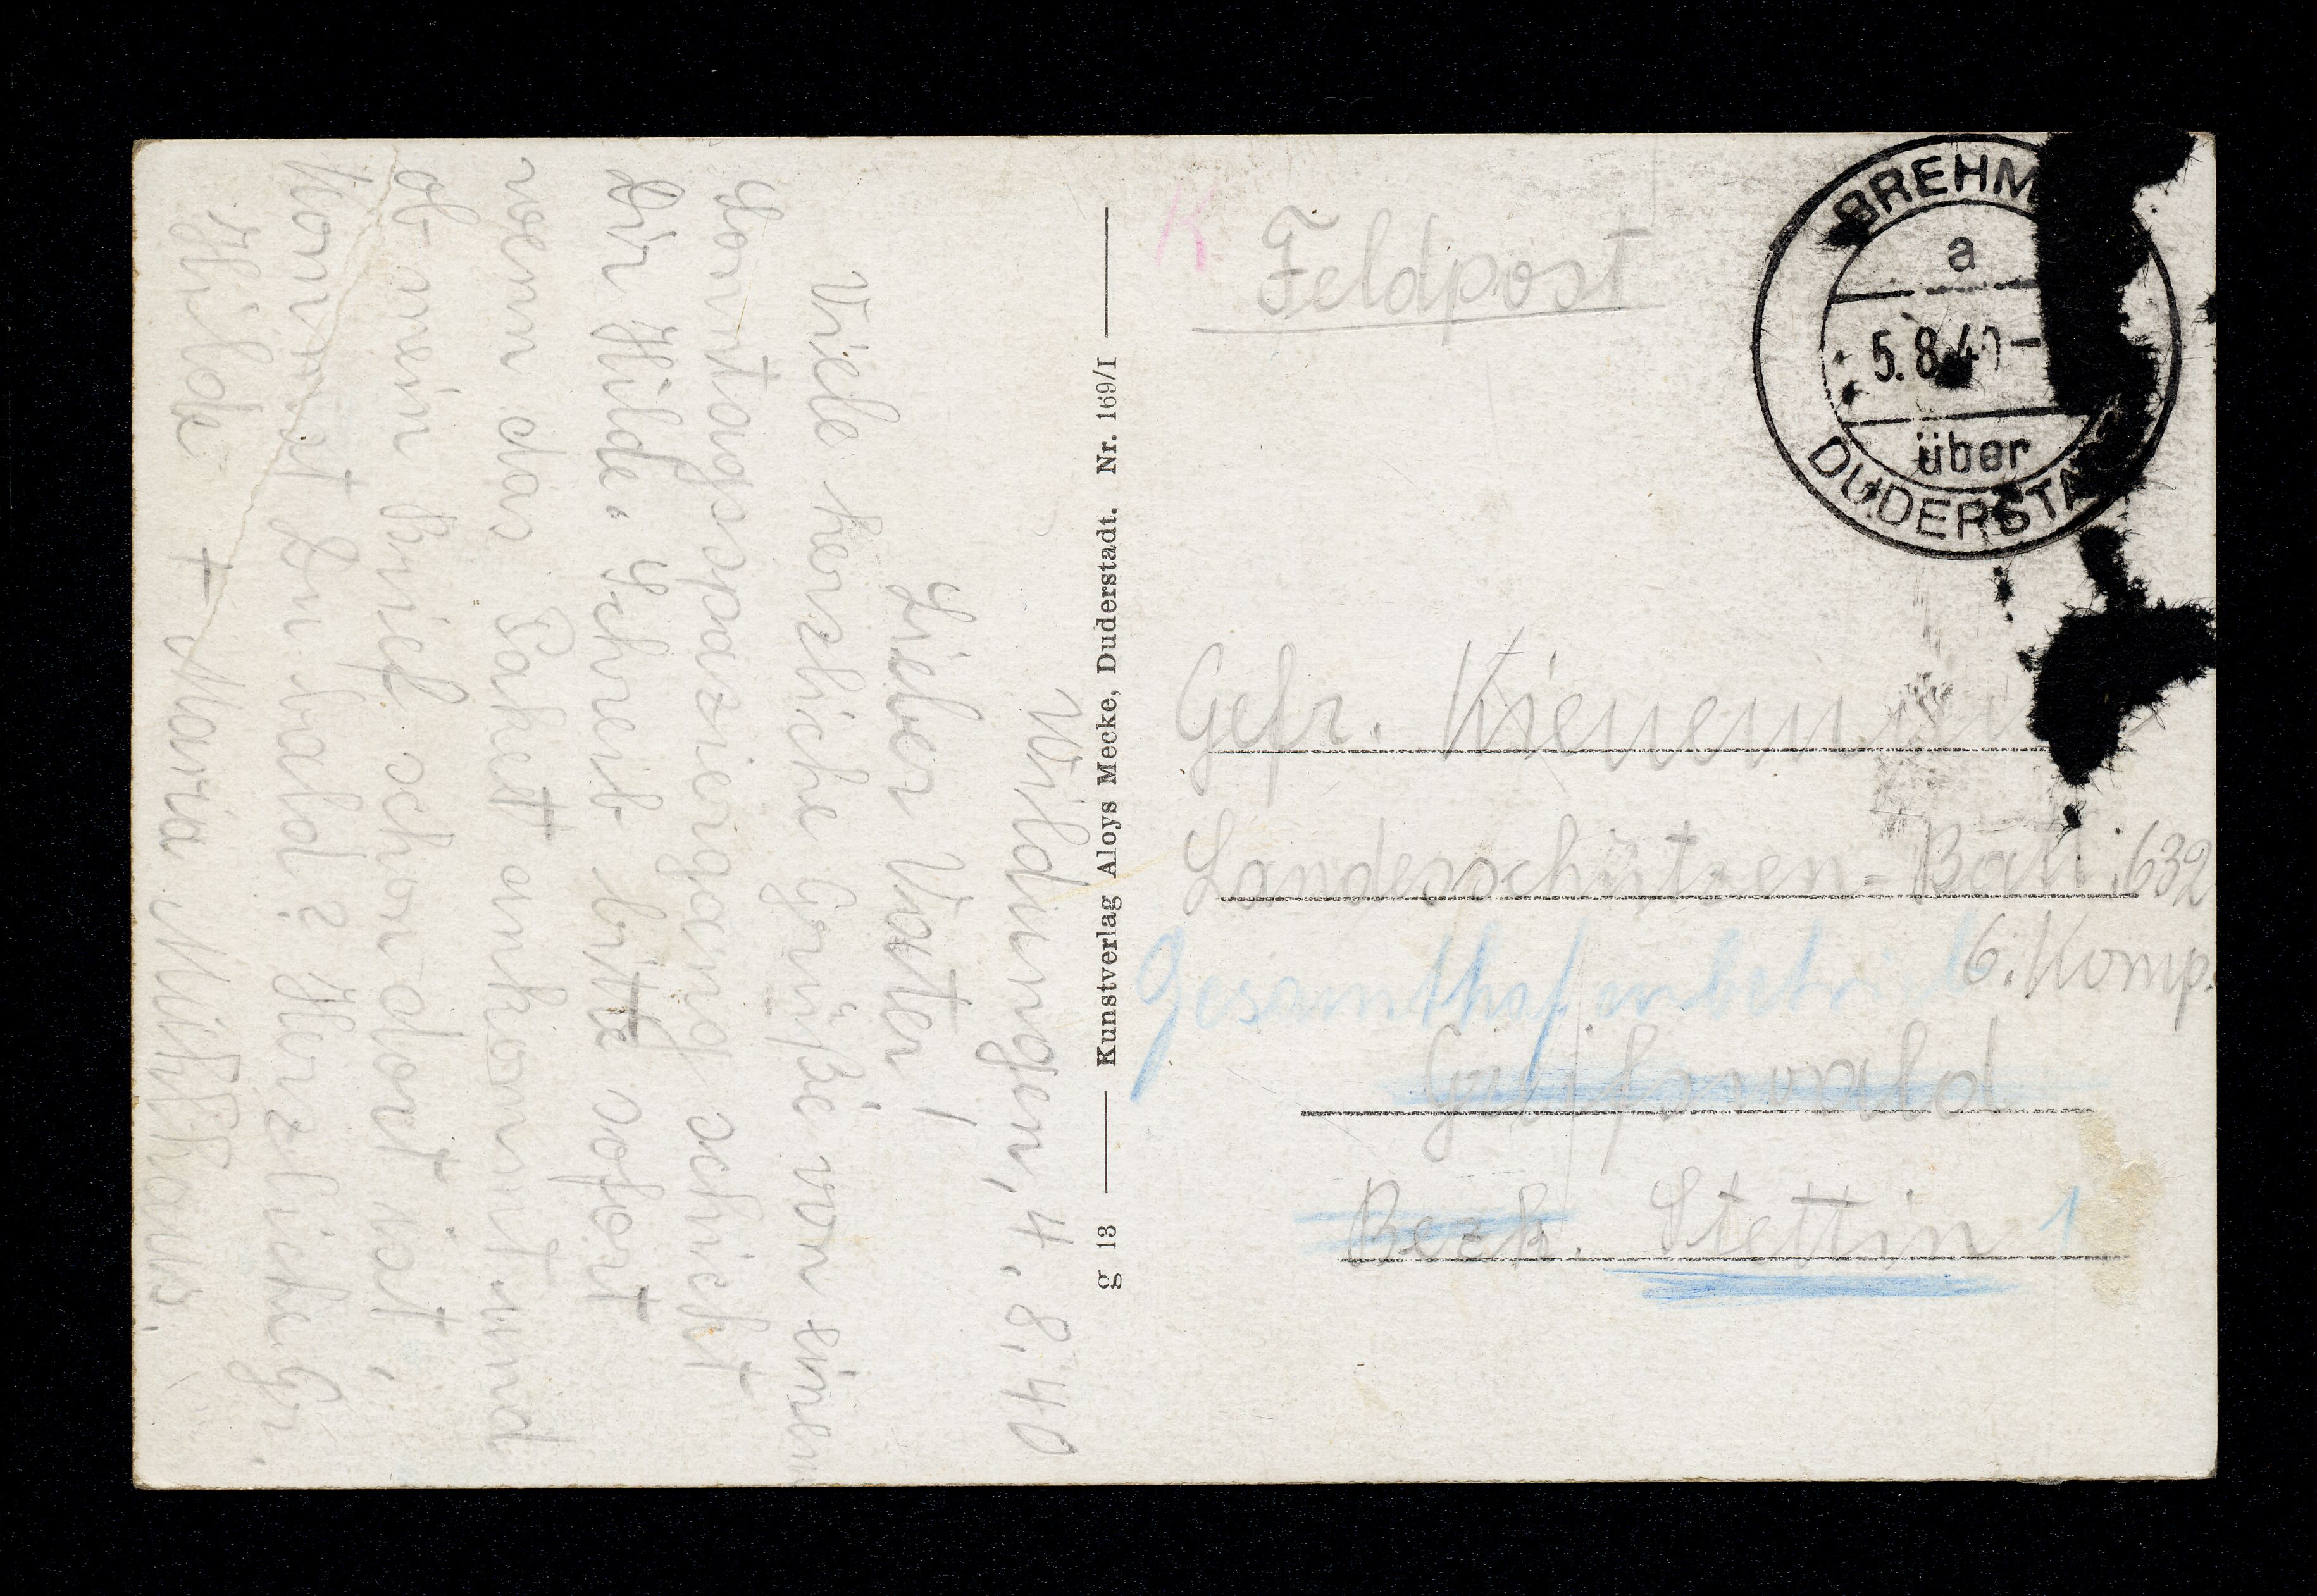 Wildungen, 4. 8. 40
Lieber Vater!
Viele herzliche Grüße von einem
Sonntagsspaziergang schickt
Dir Hilde. Schreib bitte sofort
wenn das Paket ankommt und
ob mein Brief schon dort ist,
Kommst Du bald? Herzliche Gr.
Hilde + Maria
g 13 Kunstverlag Aloys Mecke, Duderstadt. Nr. 169/I
K
Feldpost
BREHM
a
5.8.40-
über
DUDERSTA
Gefr.
Landesschützen-Batl. 632
6. Komp.
Greifswald
Bezk. Stettin 1